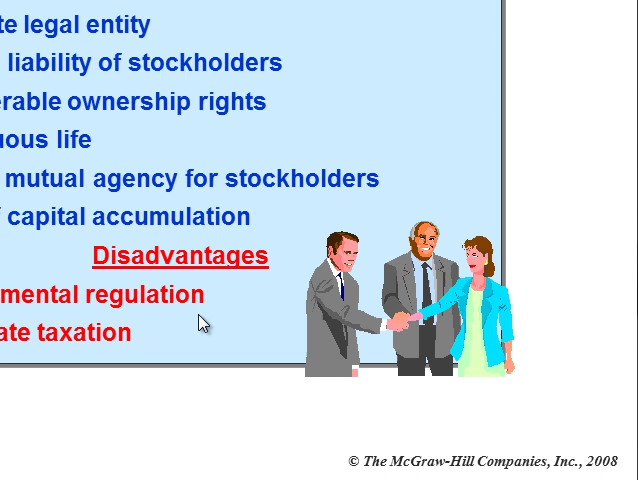 te legal entity
liability of stockholders
erable ownership rights
uous life
mutual agency for stockholders
f capital accumulation
Disadvantages
mental regulation
ate taxation
© The McGraw-Hill Companies, Inc., 2008